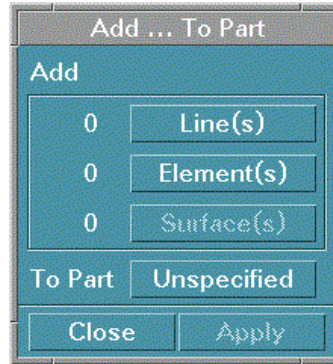 Add ... To Part
Add
0 Line(s)
0 Element(s)
0 Surface(s)
To Part Unspecified
Close Apply